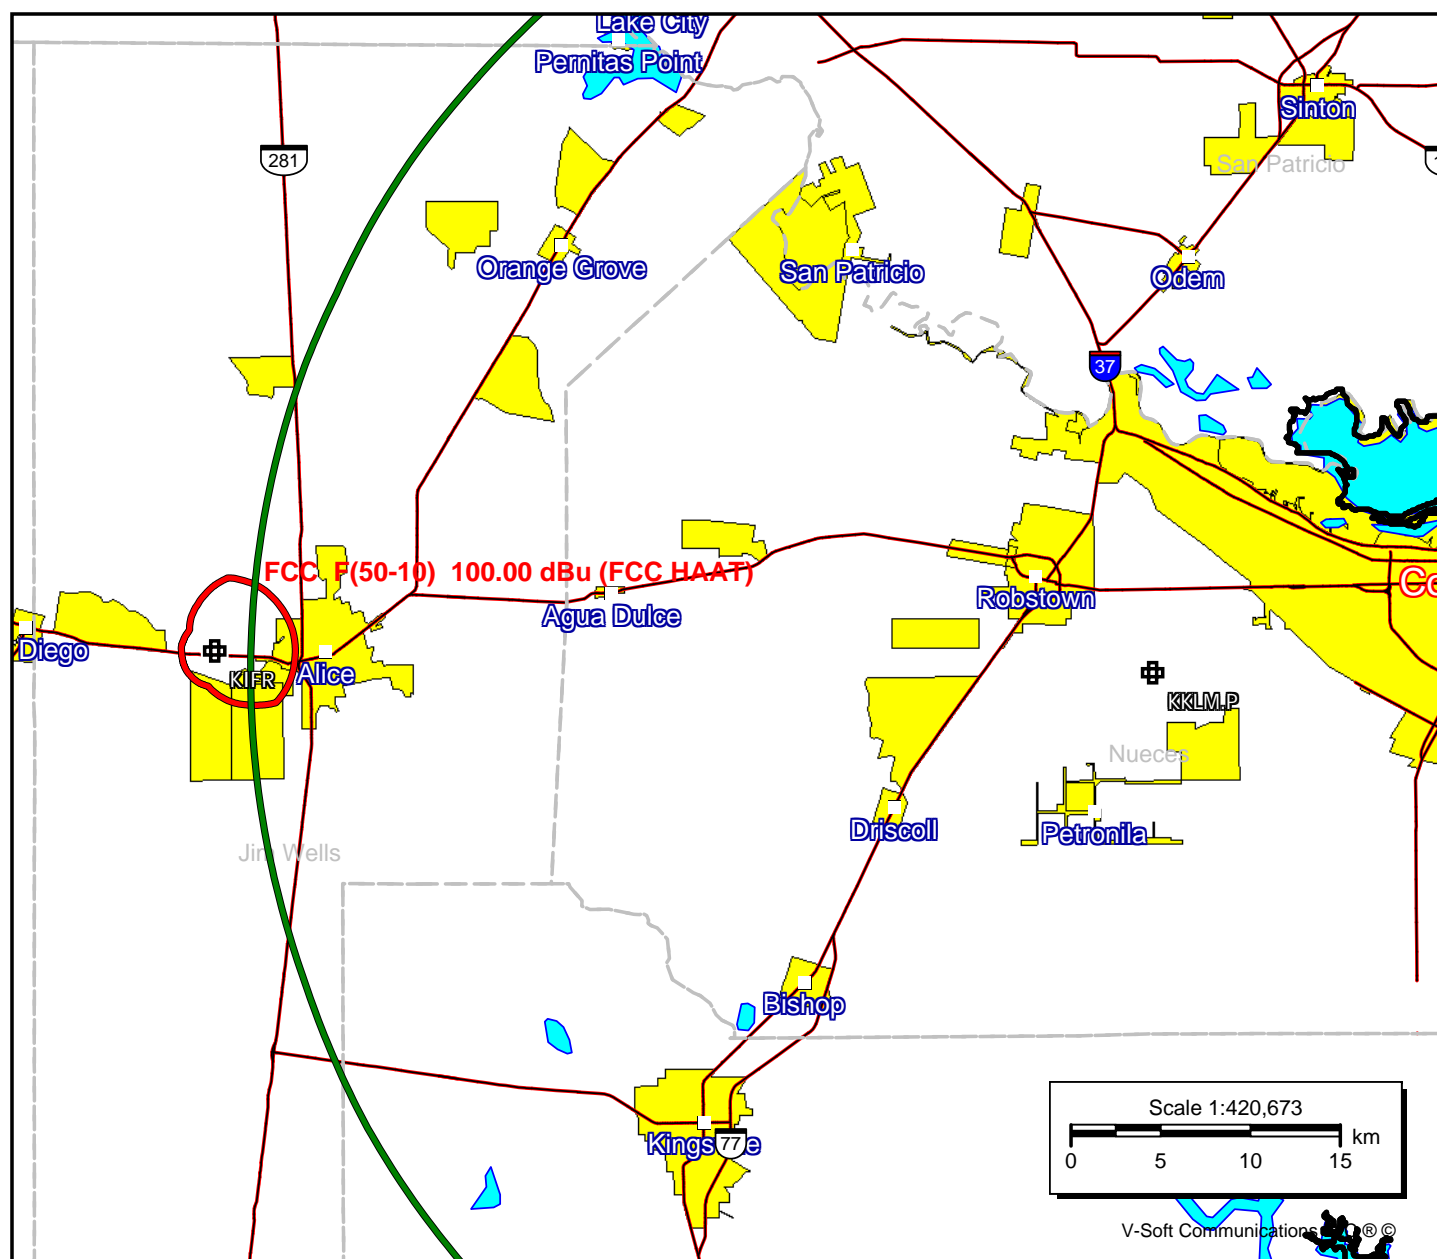 Lake City
Pernitas Point
Sinton
San Patricio
281
Orange Grove
San Patricio
Odem
37
FCC F(50-10) 100.00 dBu (FCC HAAT)
Agua Dulce
Robstown
Diego
KIFR
Alice
KKLM.P
Nueces
Driscoll
Petronila
Jim Wells
Bishop
Scale 1:420,673
km
0 5 10 15
77
V-Soft Communications ® ©